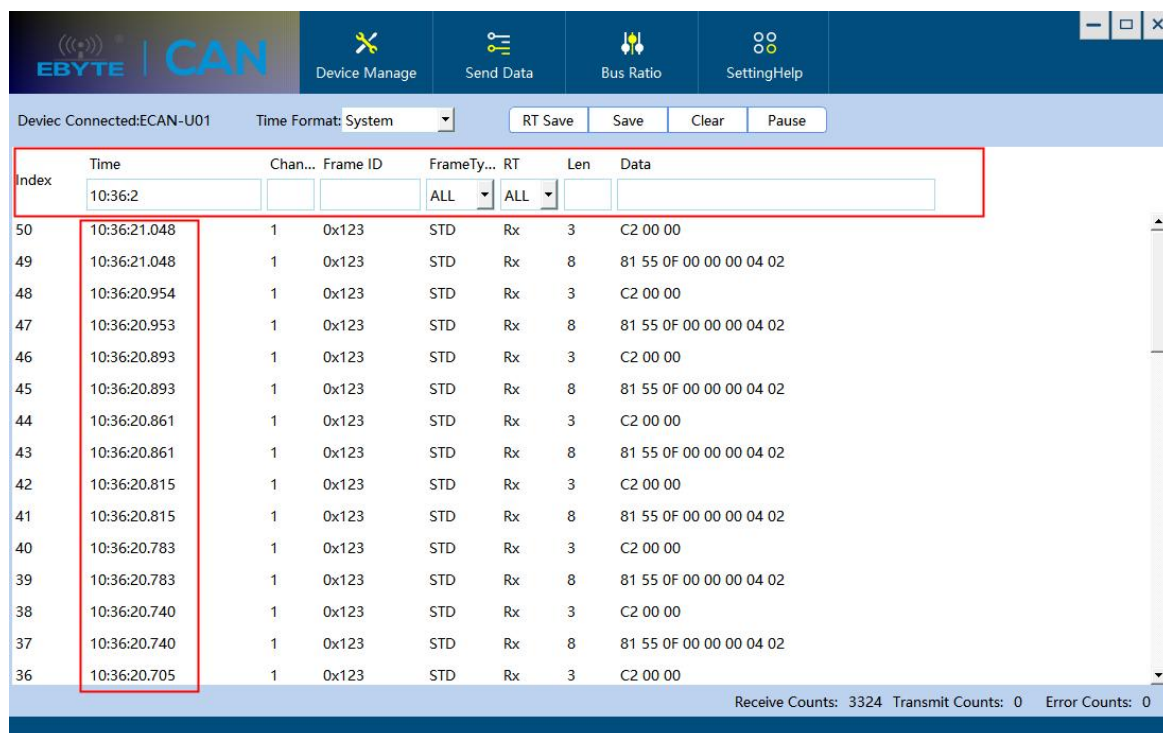 EBYTE | CAN
Device Manage
Send Data
Bus Ratio
SettingHelp
Deviec Connected:ECAN-U01 Time Format: System RT Save Save Clear Pause
Index Time Chan... Frame ID FrameTy... RT Len Data
10:36:2 ALL ALL
50 10:36:21.048 1 0x123 STD Rx 3 C2 00 00
49 10:36:21.048 1 0x123 STD Rx 8 81 55 0F 00 00 00 04 02
48 10:36:20.954 1 0x123 STD Rx 3 C2 00 00
47 10:36:20.953 1 0x123 STD Rx 8 81 55 0F 00 00 00 04 02
46 10:36:20.893 1 0x123 STD Rx 3 C2 00 00
45 10:36:20.893 1 0x123 STD Rx 8 81 55 0F 00 00 00 04 02
44 10:36:20.861 1 0x123 STD Rx 3 C2 00 00
43 10:36:20.861 1 0x123 STD Rx 8 81 55 0F 00 00 00 04 02
42 10:36:20.815 1 0x123 STD Rx 3 C2 00 00
41 10:36:20.815 1 0x123 STD Rx 8 81 55 0F 00 00 00 04 02
40 10:36:20.783 1 0x123 STD Rx 3 C2 00 00
39 10:36:20.783 1 0x123 STD Rx 8 81 55 0F 00 00 00 04 02
38 10:36:20.740 1 0x123 STD Rx 3 C2 00 00
37 10:36:20.740 1 0x123 STD Rx 8 81 55 0F 00 00 00 04 02
36 10:36:20.705 1 0x123 STD Rx 3 C2 00 00
Receive Counts: 3324 Transmit Counts: 0 Error Counts: 0